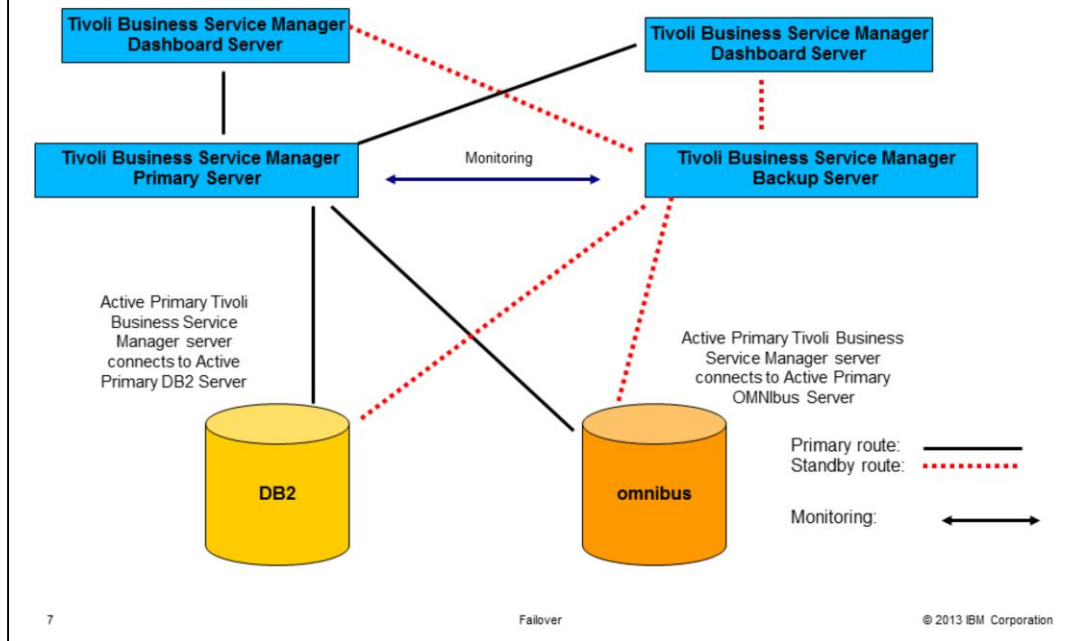 Tivoli Business Service Manager
Dashboard Server
Tivoli Business Service Manager
Dashboard Server
Tivoli Business Service Manager
Primary Server
Monitoring
Tivoli Business Service Manager
Backup Server
Active Primary Tivoli
Business Service
Manager server
connects to Active
Primary DB2 Server
Active Primary Tivoli Business
Service Manager server
connects to Active Primary
OMNIbus Server
DB2
omnibus
Primary route:
Standby route:
Monitoring:
7
Failover
© 2013 IBM Corporation